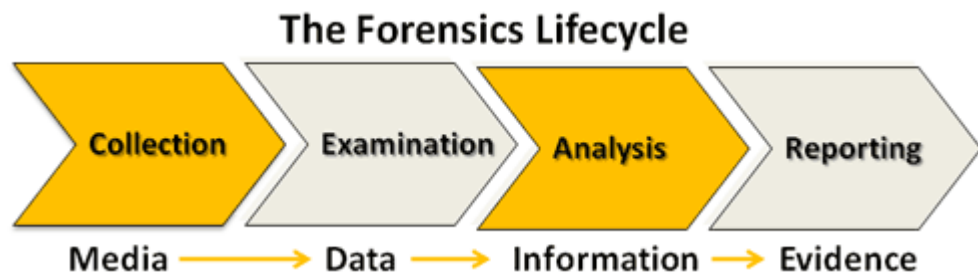 The Forensics Lifecycle
Collection Examination Analysis Reporting
Media Data Information Evidence